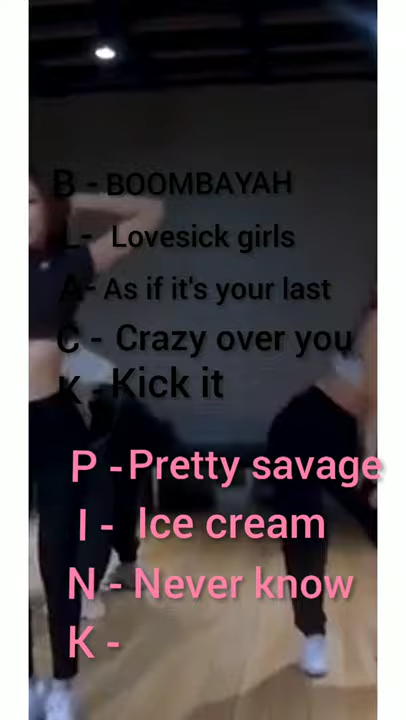 B - BOOMBAYAH
L- Lovesick girls
A- As if it's your last
C - Crazy over you
K - Kick it
P - Pretty savage
I - Ice cream
N - Never know
K -